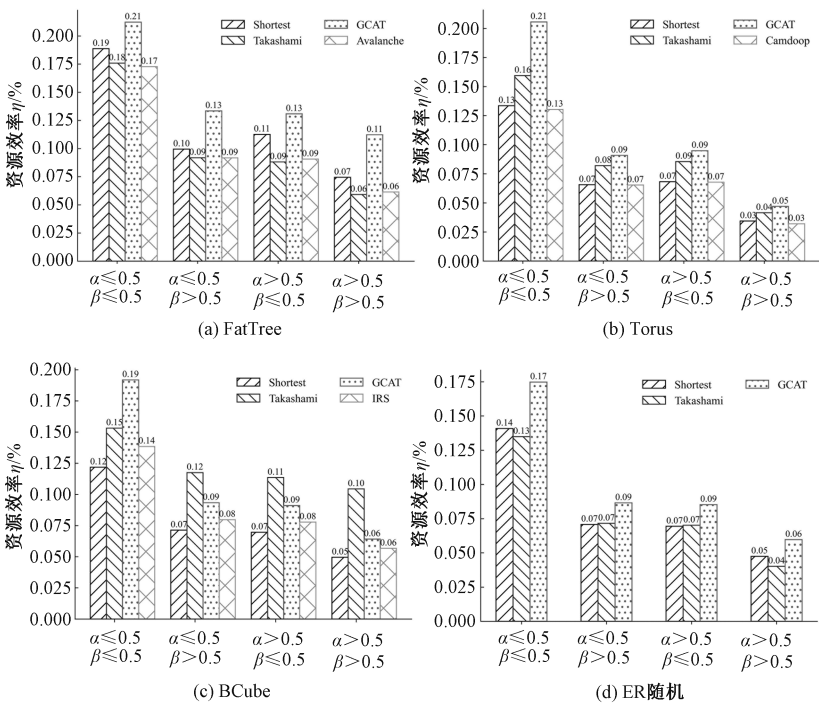 资源效率η/%
0.200
0.175
0.150
0.125
0.100
0.075
0.050
0.025
0.000
Shortest
Takashami
GCAT
Avalanche
0.19 0.18 0.21 0.17
0.10 0.09 0.13 0.09
0.11 0.09 0.13 0.09
0.07 0.06 0.11 0.06
α≤0.5 α≤0.5 α>0.5 α>0.5
β≤0.5 β>0.5 β≤0.5 β>0.5
(a) FatTree
资源效率η/%
0.200
0.175
0.150
0.125
0.100
0.075
0.050
0.025
0.000
Shortest
Takashami
GCAT
Camdoop
0.13 0.16 0.21 0.13
0.07 0.08 0.09 0.07
0.07 0.09 0.09 0.07
0.03 0.04 0.05 0.03
α≤0.5 α≤0.5 α>0.5 α>0.5
β≤0.5 β>0.5 β≤0.5 β>0.5
(b) Torus
资源效率η/%
0.200
0.175
0.150
0.125
0.100
0.075
0.050
0.025
0.000
Shortest
Takashami
GCAT
IRS
0.12 0.15 0.19 0.14
0.07 0.12 0.09 0.08
0.07 0.11 0.09 0.08
0.05 0.10 0.06 0.06
α≤0.5 α≤0.5 α>0.5 α>0.5
β≤0.5 β>0.5 β≤0.5 β>0.5
(c) BCube
资源效率η/%
0.175
0.150
0.125
0.100
0.075
0.050
0.025
0.000
Shortest
Takashami
GCAT
0.14 0.13 0.17
0.07 0.07 0.09
0.07 0.07 0.09
0.05 0.04 0.06
α≤0.5 α≤0.5 α>0.5 α>0.5
β≤0.5 β>0.5 β≤0.5 β>0.5
(d) ER随机